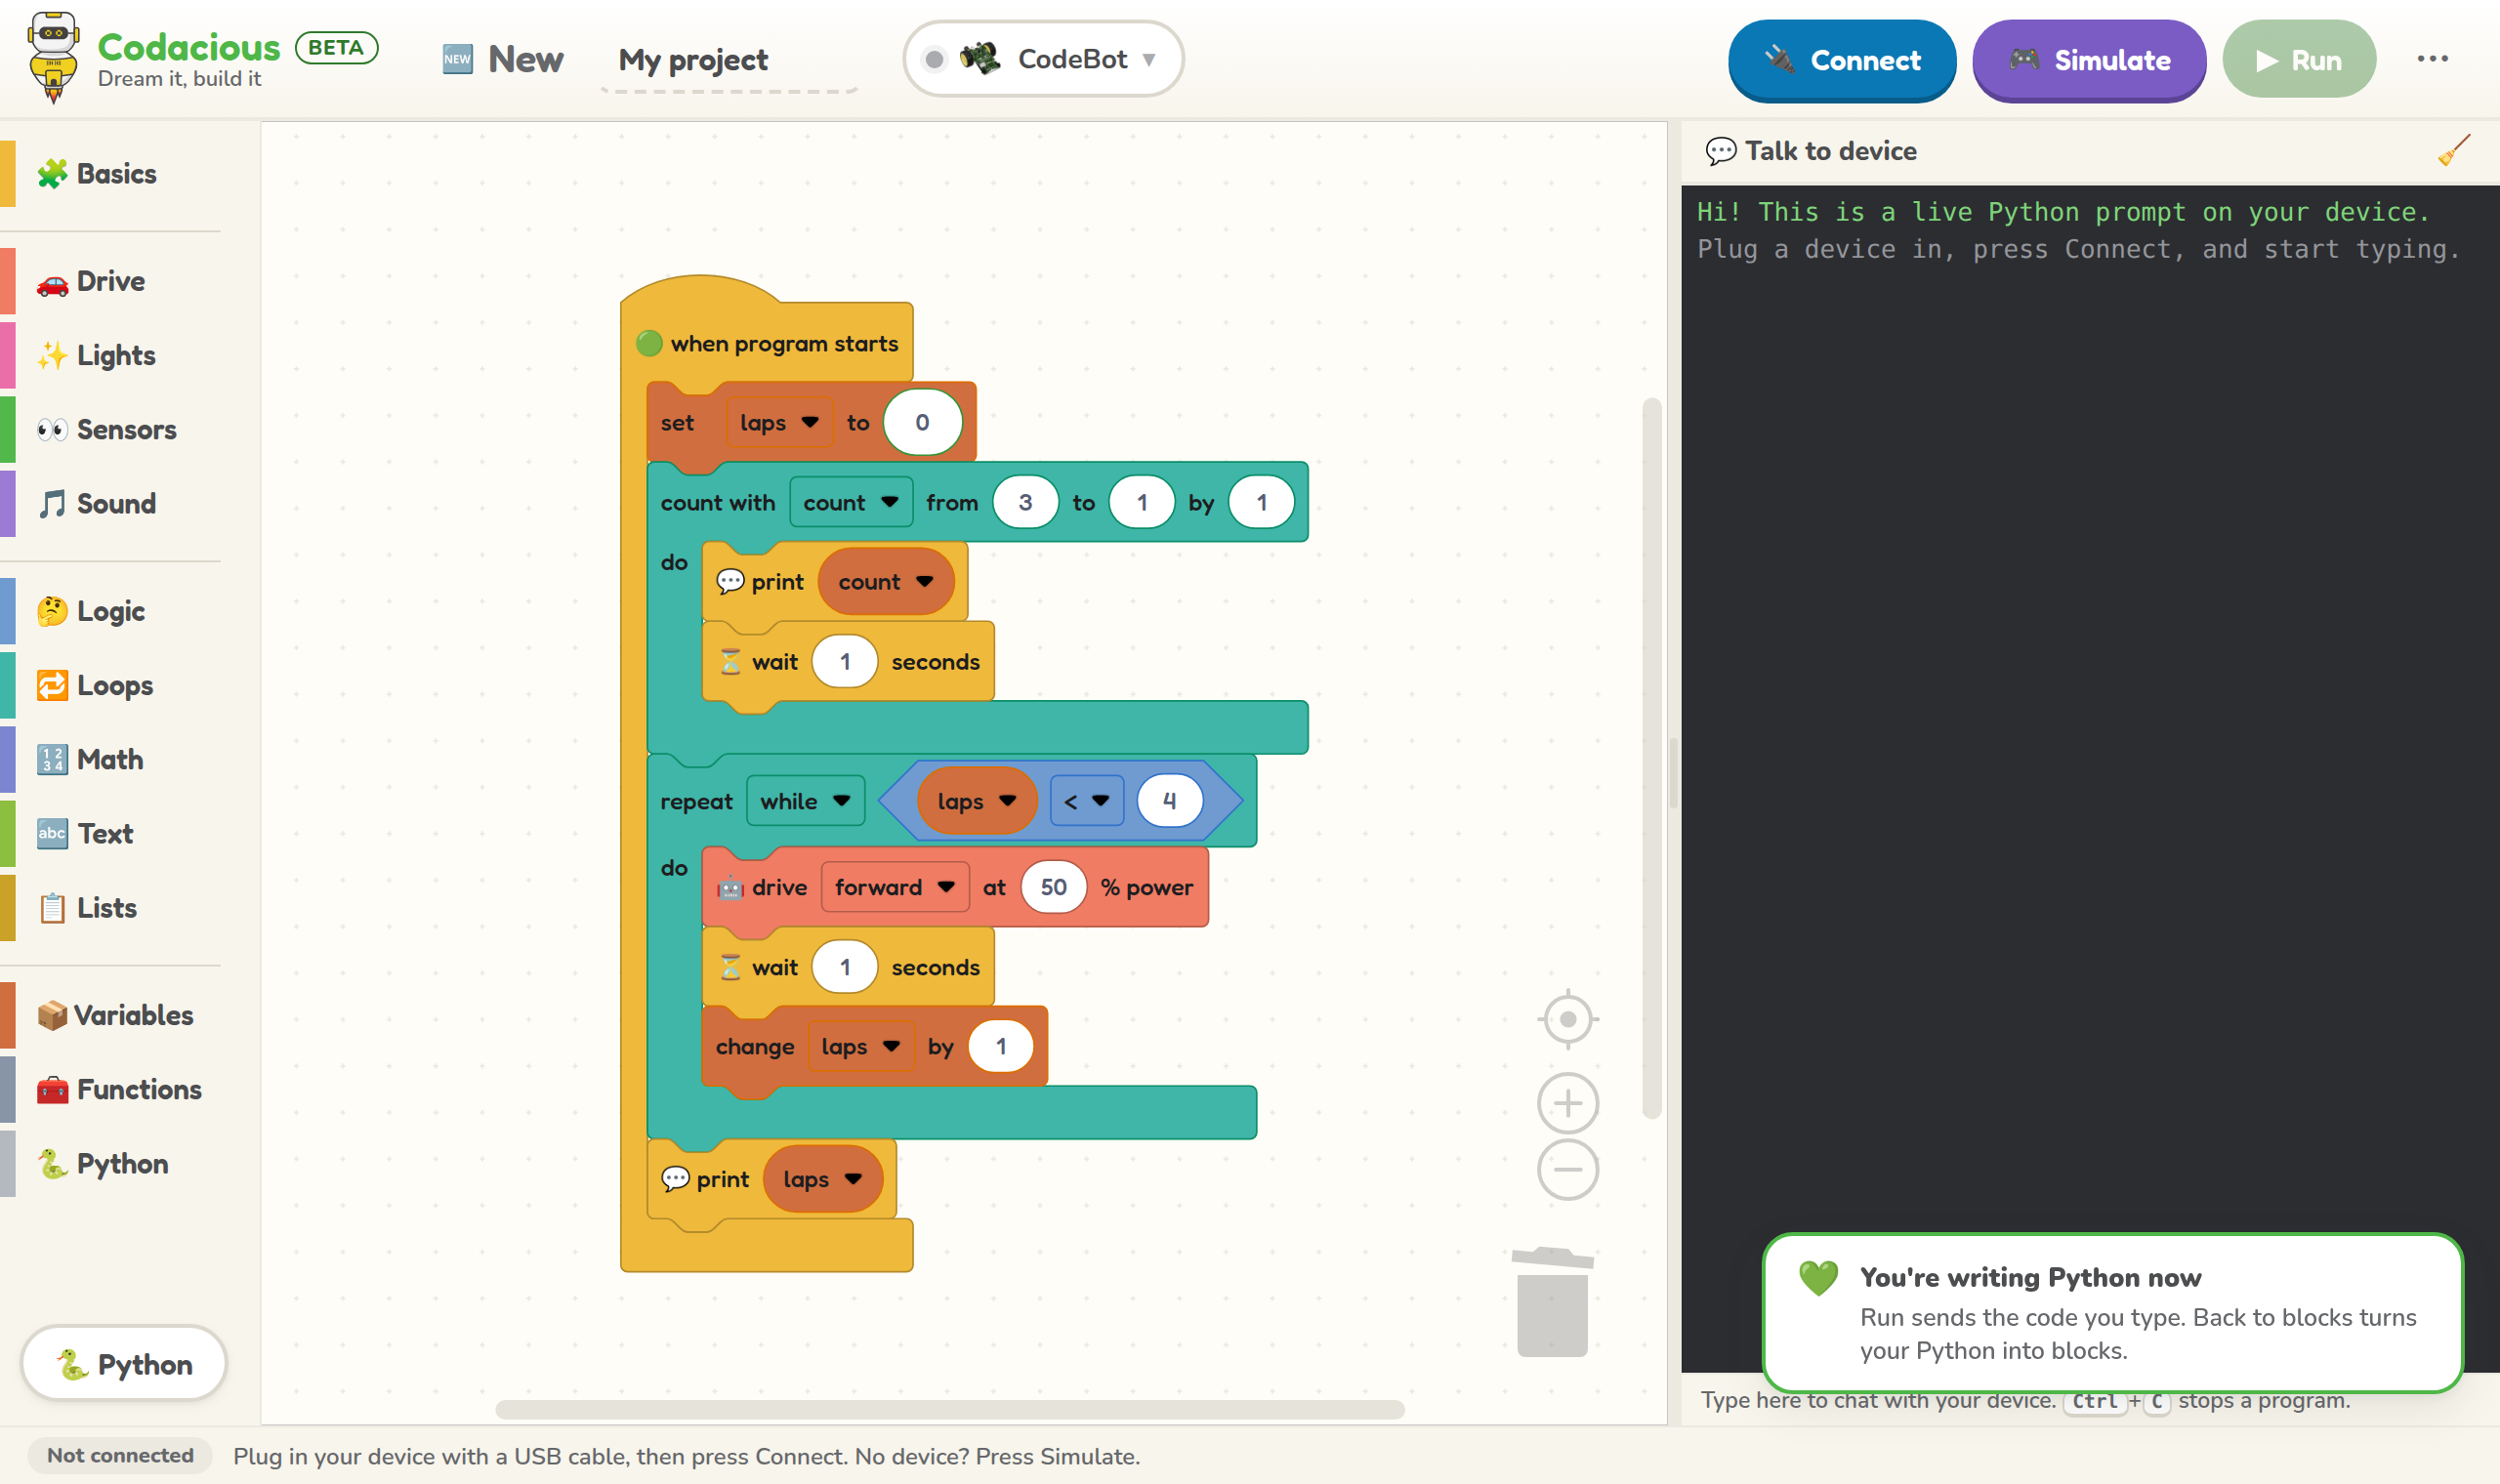 Codacious BETA
Dream it, build it
NEW New
My project
CodeBot
Connect
Simulate
Run
Basics
Drive
Lights
Sensors
Sound
Logic
Loops
Math
Text
Lists
Variables
Functions
Python
Python
when program starts
set laps to 0
count with count from 3 to 1 by 1
do
print count
wait 1 seconds
repeat while laps < 4
do
drive forward at 50 % power
wait 1 seconds
change laps by 1
print laps
Talk to device
Hi! This is a live Python prompt on your device.
Plug a device in, press Connect, and start typing.
You're writing Python now
Run sends the code you type. Back to blocks turns
your Python into blocks.
Type here to chat with your device. Ctrl+C stops a program.
Not connected
Plug in your device with a USB cable, then press Connect. No device? Press Simulate.